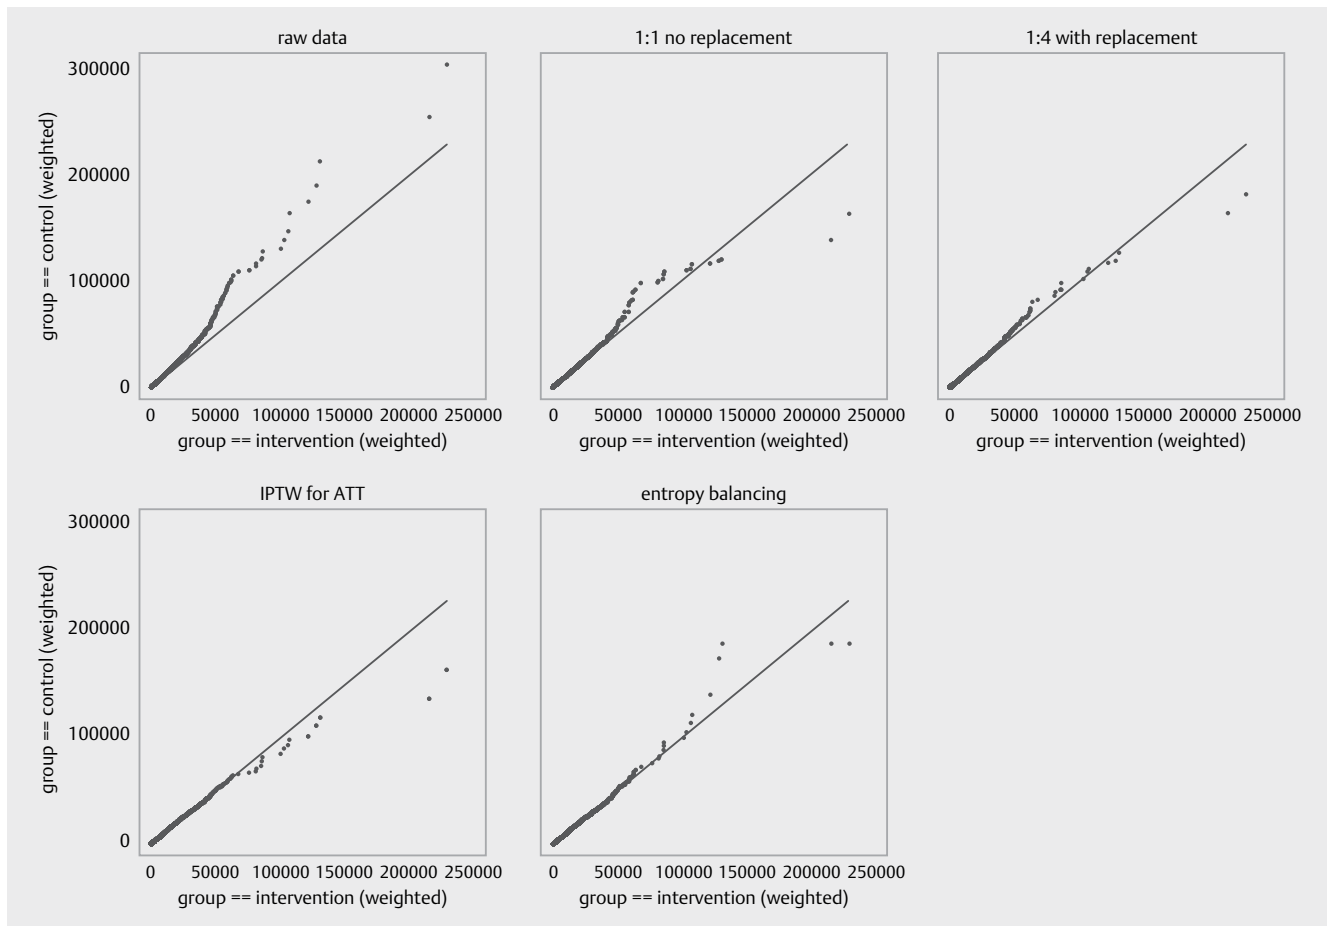 raw data
1:1 no replacement
1:4 with replacement
group == control (weighted)
300000
200000
100000
0
0 50000 100000 150000 200000 250000
0 50000 100000 150000 200000 250000
0 50000 100000 150000 200000 250000
group == intervention (weighted)
group == intervention (weighted)
group == intervention (weighted)
IPTW for ATT
entropy balancing
group == control (weighted)
300000
200000
100000
0
0 50000 100000 150000 200000 250000
0 50000 100000 150000 200000 250000
group == intervention (weighted)
group == intervention (weighted)